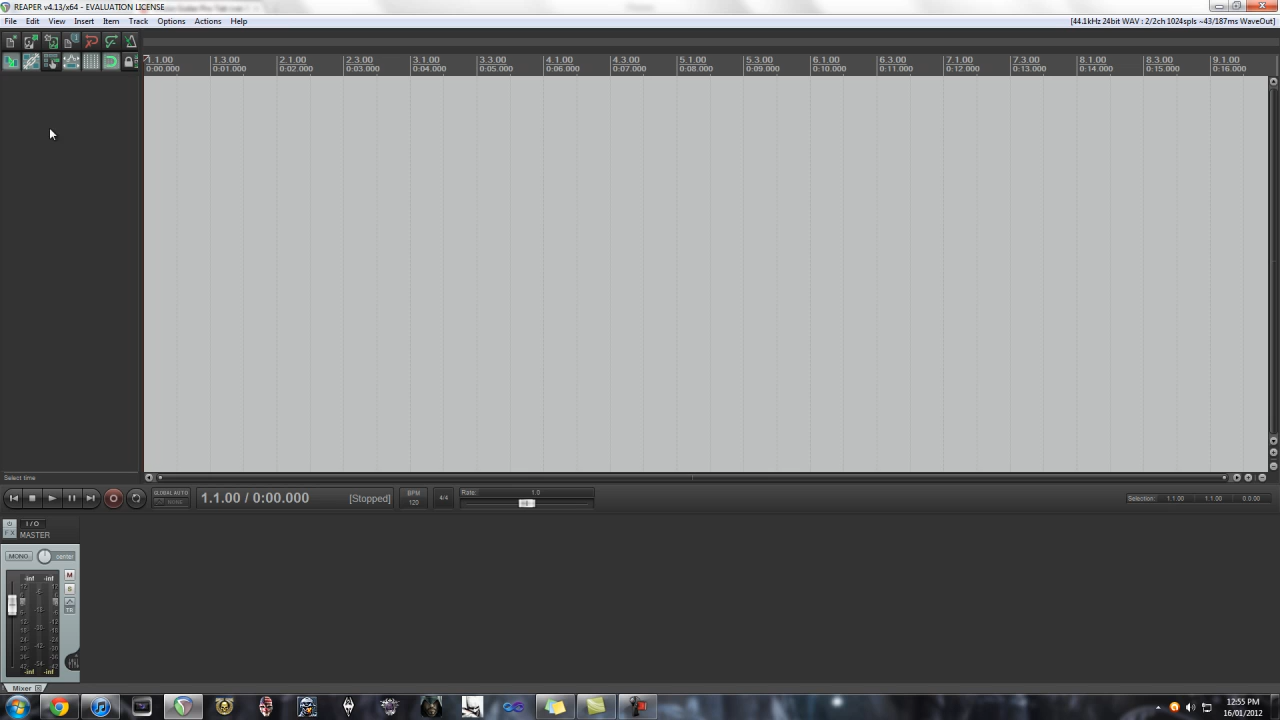 REAPER v4.13/x64 - EVALUATION LICENSE
File Edit View Insert Item Track Options Actions Help
[44.1kHz 24bit WAV : 2/2ch 1024spls ~43/187ms WaveOut]
1.1.00 1.3.00 2.1.00 2.3.00 3.1.00 3.3.00 4.1.00 4.3.00 5.1.00 5.3.00 6.1.00 6.3.00 7.1.00 7.3.00 8.1.00 8.3.00 9.1.00
0:00.000 0:01.000 0:02.000 0:03.000 0:04.000 0:05.000 0:06.000 0:07.000 0:08.000 0:09.000 0:10.000 0:11.000 0:12.000 0:13.000 0:14.000 0:15.000 0:16.000
Select time
GLOBAL AUTO
NONE
1.1.00 / 0:00.000 [Stopped]
BPM
120
4/4
Rate: 1.0
Selection: 1.1.00 1.1.00 0.0.00
I/O
FX
MASTER
MONO center
M
S
TR
-inf -inf
-inf -inf
Mixer
12:55 PM
16/01/2012